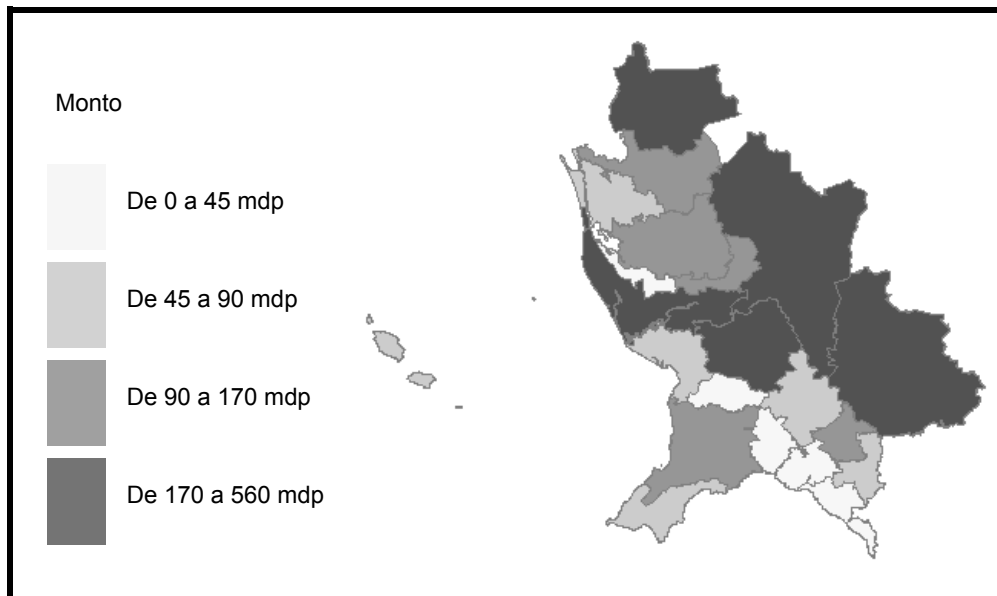 Monto
De 0 a 45 mdp
De 45 a 90 mdp
De 90 a 170 mdp
De 170 a 560 mdp